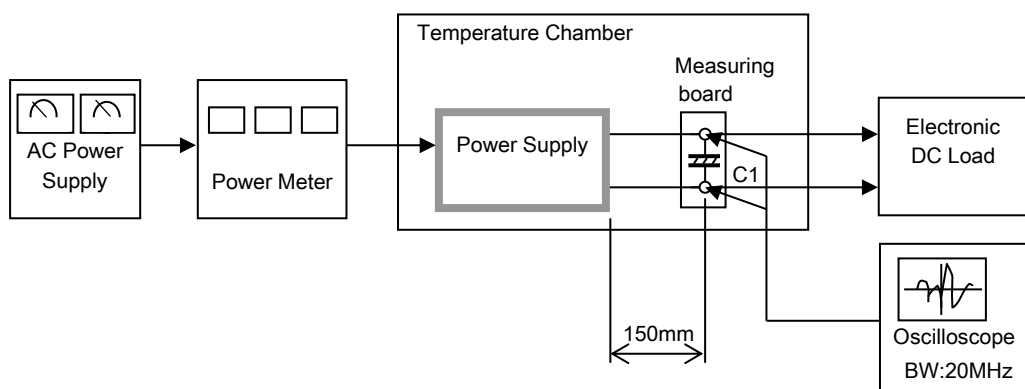 Temperature Chamber
Measuring
board
AC Power
Supply
Power Meter
Power Supply
C1
Electronic
DC Load
150mm
Oscilloscope
BW:20MHz